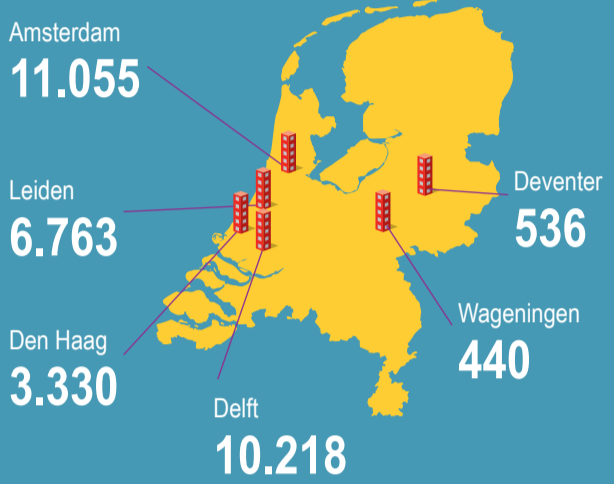 Amsterdam
11.055
Leiden
6.763
Den Haag
3.330
Delft
10.218
Deventer
536
Wageningen
440